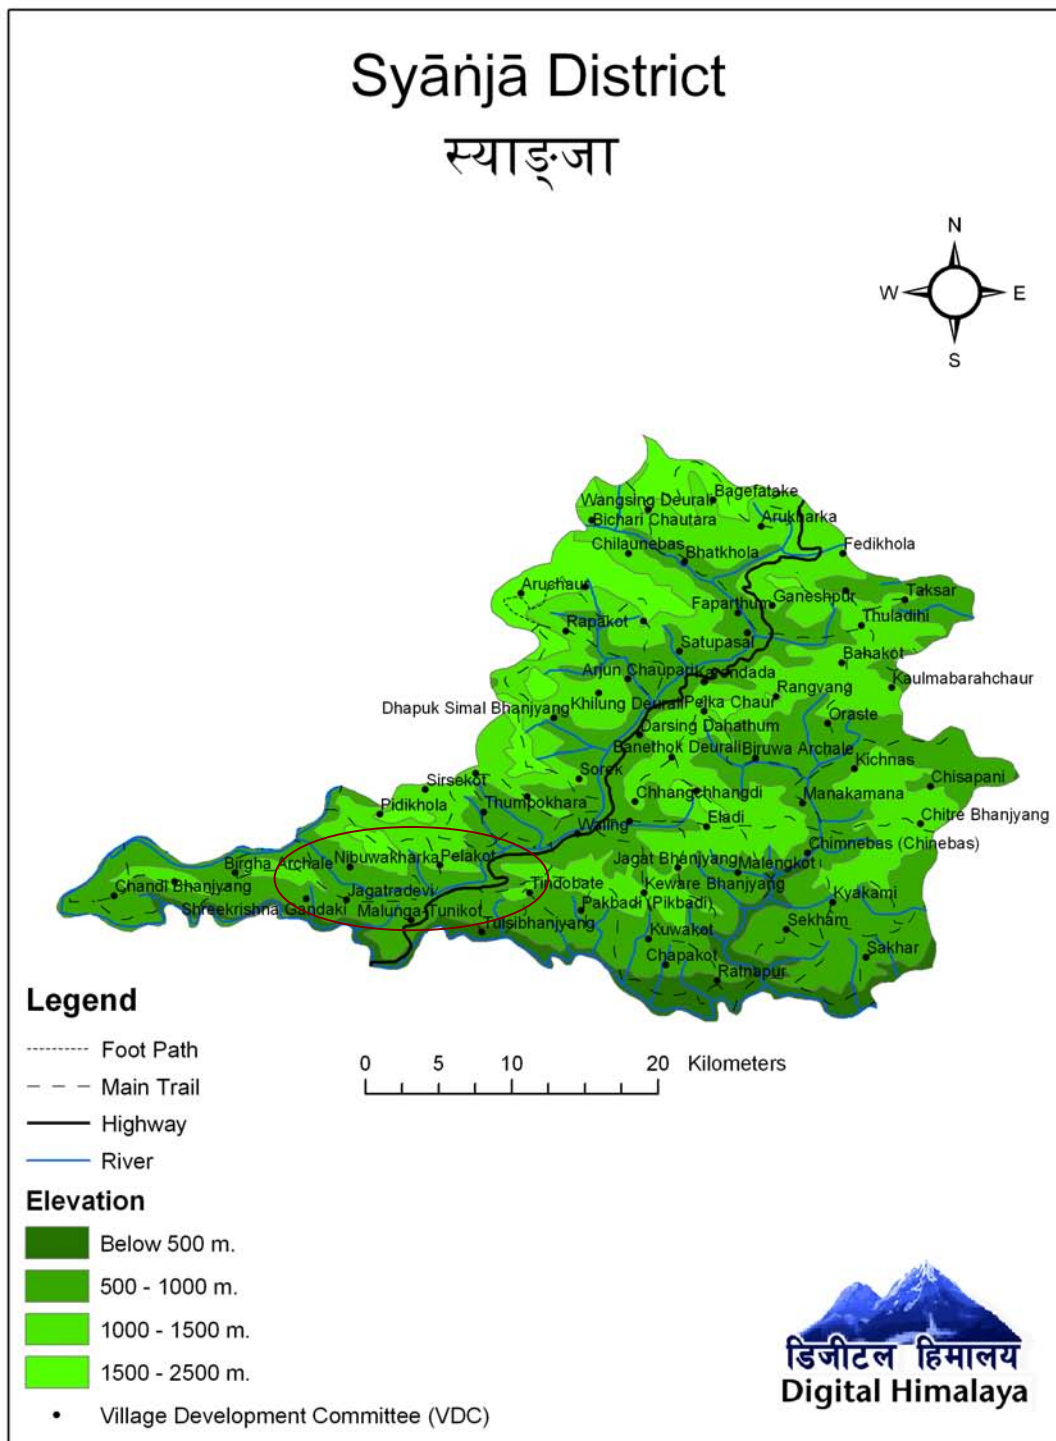 Syāṅjā District
स्याङ्जा
N
W E
S
Bagefatake
Wangsing Deurali
Bichari Chautara
Arukharka
Chilaunebas
Bhatkhola
Fedikhola
Aruchaur
Ganeshpur
Taksar
Faparthum
Thuladihi
Rapakot
Satupasal
Bahakot
Arjun Chaupari
Karendada
Kaulmabarahchaur
Rangvang
Khilung Deurali
Pelka Chaur
Dhapuk Simal Bhanjyang
Oraste
Darsing Dahathum
Banethok Deurali
Biruwa Archale
Kichnas
Sorek
Chisapani
Sirsekot
Chhangchhangdi
Manakamana
Pidikhola
Thumpokhara
Eladi
Chitre Bhanjyang
Waling
Chimnebas (Chinebas)
Birgha Archale
Nibuwakharka
Pelakot
Jagat Bhanjyang
Malengkot
Chandi Bhanjyang
Jagatradevi
Tindobate
Keware Bhanjyang
Kyakami
Shreekrishna Gandaki
Malunga Tunikot
Pakbadi (Pikbadi)
Tulsibhanjyang
Kuwakot
Sekham
Chapakot
Sakhar
Ratnapur
Legend
Foot Path
Main Trail
Highway
River
0 5 10 20 Kilometers
Elevation
Below 500 m.
500 - 1000 m.
1000 - 1500 m.
1500 - 2500 m.
Village Development Committee (VDC)
डिजीटल हिमालय
Digital Himalaya